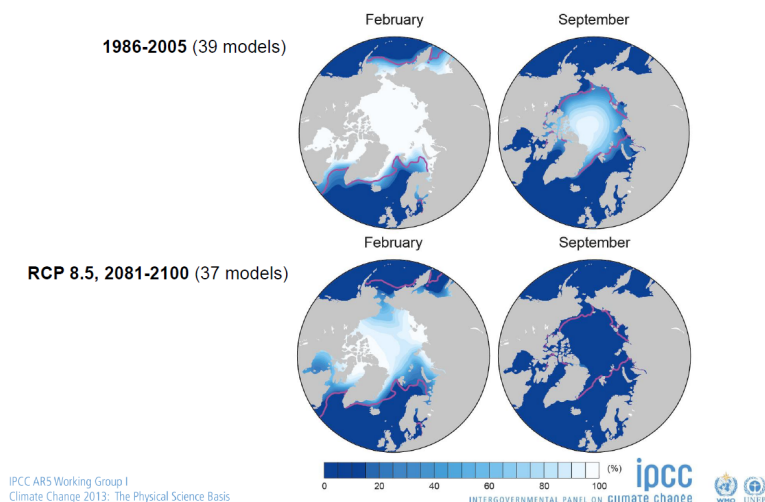 February
September
1986-2005 (39 models)
February
September
RCP 8.5, 2081-2100 (37 models)
0 20 40 60 80 100 (%)
ipcc
INTERGOVERNMENTAL PANEL ON climate change
WMO
UNEP
IPCC AR5 Working Group I
Climate Change 2013: The Physical Science Basis